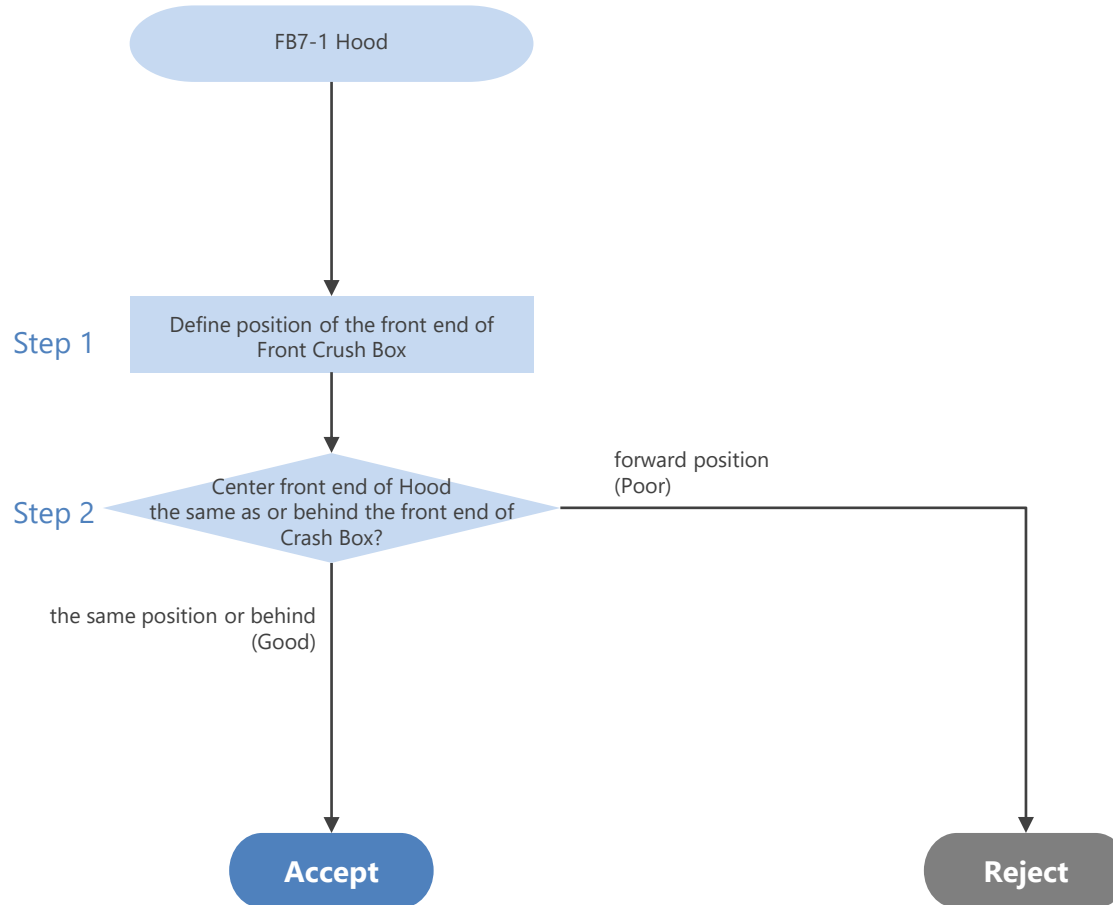 FB7-1 Hood
Step 1
Define position of the front end of
Front Crush Box
Step 2
Center front end of Hood
the same as or behind the front end of
Crash Box?
forward position
(Poor)
the same position or behind
(Good)
Accept
Reject